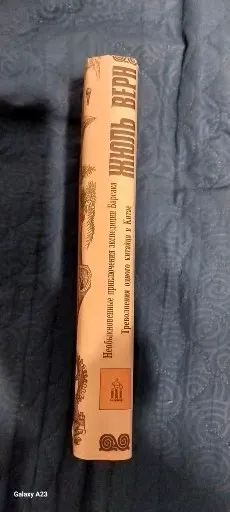 ЖЮЛЬ ВЕРН
Необыкновенные приключения экспедиции Барсака
Треволнения одного китайца в Китае
Galaxy A23